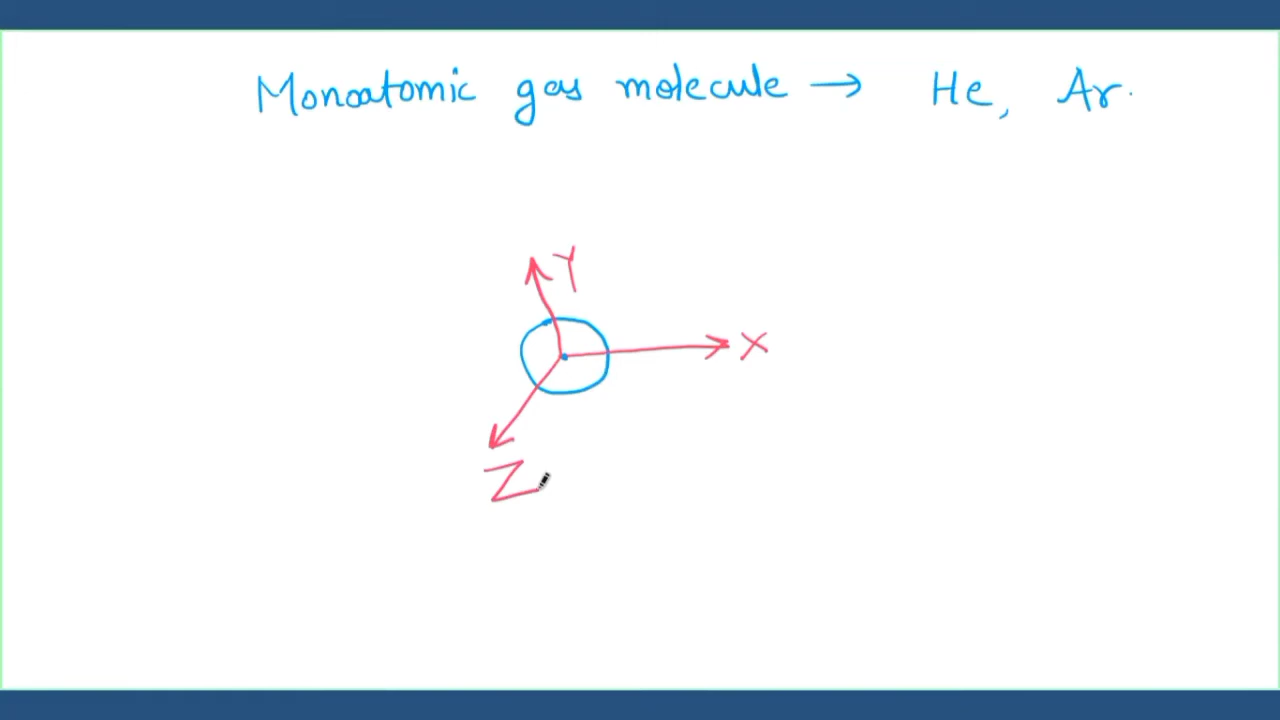 Monoatomic gas molecule → He, Ar.
Y
X
Z